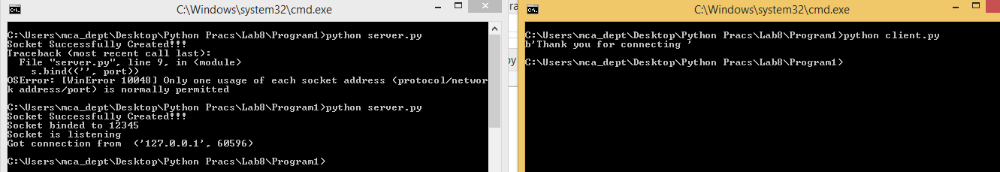 C:\Windows\system32\cmd.exe
C:\Users\mca_dept\Desktop\Python Pracs\Lab8\Program1>python server.py
Socket Successfully Created!!!
Traceback (most recent call last):
  File "server.py", line 9, in <module>
    s.bind(('', port))
OSError: [WinError 10048] Only one usage of each socket address (protocol/networ
k address/port) is normally permitted
C:\Users\mca_dept\Desktop\Python Pracs\Lab8\Program1>python server.py
Socket Successfully Created!!!
Socket binded to 12345
Socket is listening
Got connection from  ('127.0.0.1', 60596)
C:\Users\mca_dept\Desktop\Python Pracs\Lab8\Program1>
ra
py
C:\Windows\system32\cmd.exe
C:\Users\mca_dept\Desktop\Python Pracs\Lab8\Program1>python client.py
b'Thank you for connecting '
C:\Users\mca_dept\Desktop\Python Pracs\Lab8\Program1>